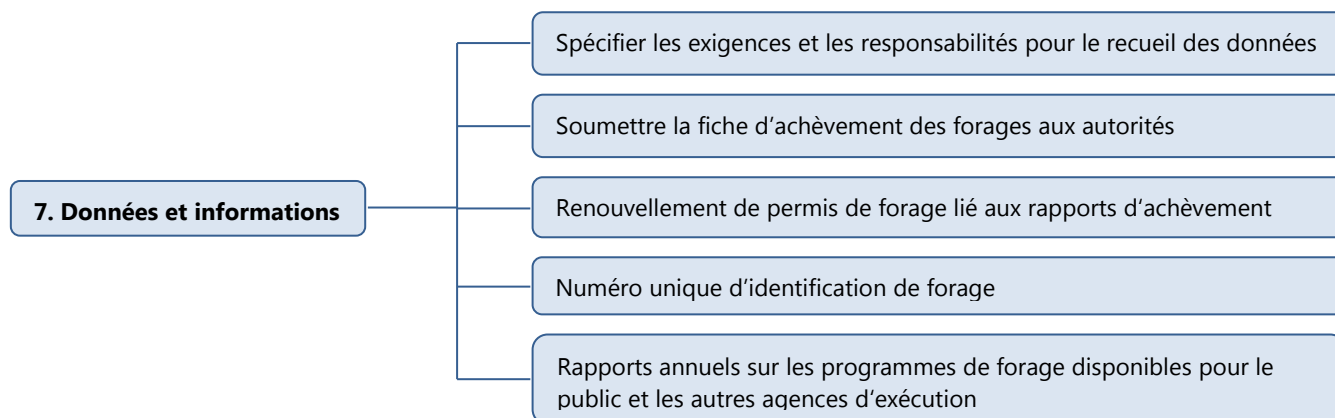 7. Données et informations
Spécifier les exigences et les responsabilités pour le recueil des données
Soumettre la fiche d’achèvement des forages aux autorités
Renouvellement de permis de forage lié aux rapports d’achèvement
Numéro unique d’identification de forage
Rapports annuels sur les programmes de forage disponibles pour le
public et les autres agences d’exécution